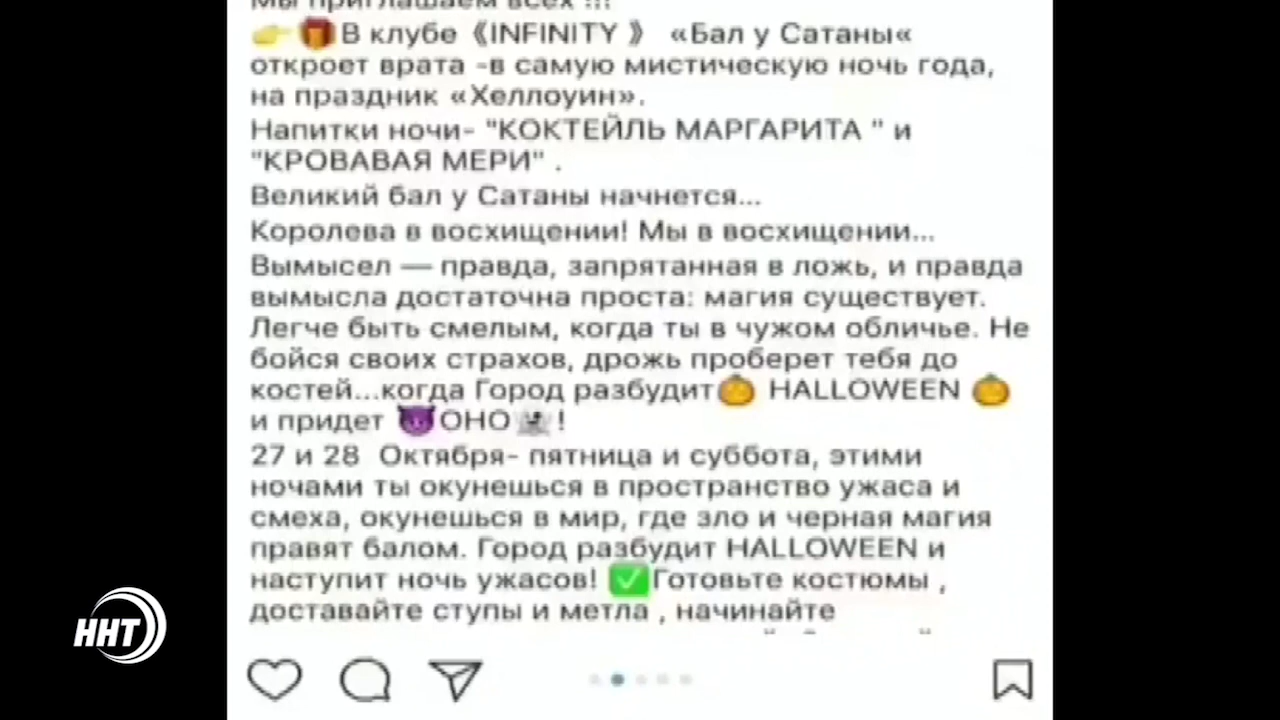 Мы приглашаем всех !!!
👉🎁В клубе 《INFINITY 》 «Бал у Сатаны«
откроет врата -в самую мистическую ночь года,
на праздник «Хеллоуин».
Напитки ночи- "КОКТЕЙЛЬ МАРГАРИТА " и
"КРОВАВАЯ МЕРИ" .
Великий бал у Сатаны начнется...
Королева в восхищении! Мы в восхищении...
Вымысел — правда, запрятанная в ложь, и правда
вымысла достаточна проста: магия существует.
Легче быть смелым, когда ты в чужом обличье. Не
бойся своих страхов, дрожь проберет тебя до
костей...когда Город разбудит🎃 HALLOWEEN 🎃
и придет 😈ОНО🕷!
27 и 28 Октября- пятница и суббота, этими
ночами ты окунешься в пространство ужаса и
смеха, окунешься в мир, где зло и черная магия
правят балом. Город разбудит HALLOWEEN и
наступит ночь ужасов! ✅Готовьте костюмы ,
доставайте ступы и метла , начинайте
ННТ